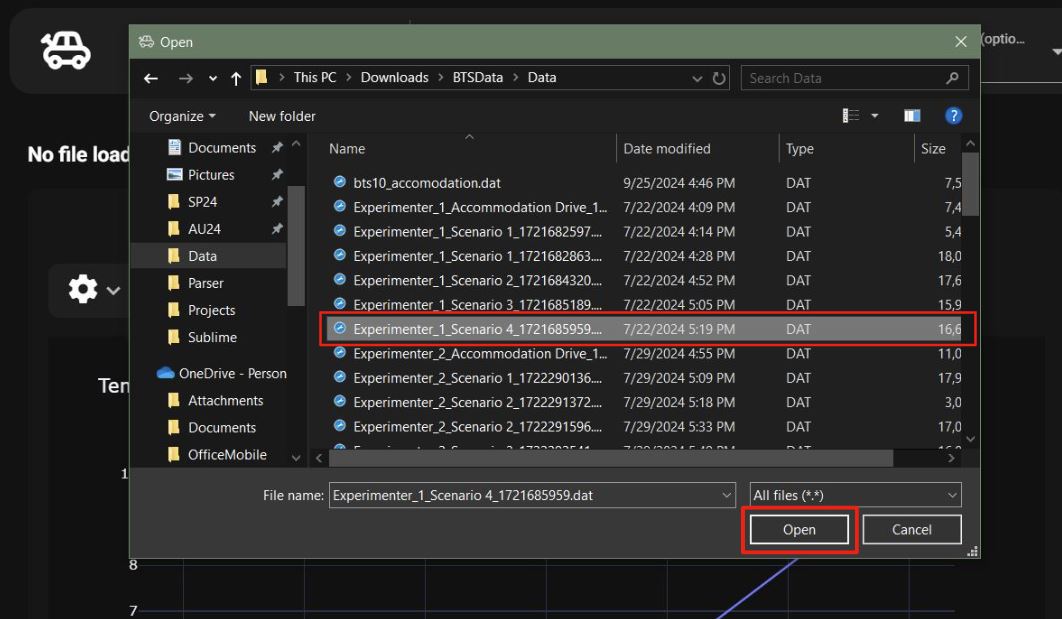 Open
(optio...
This PC > Downloads > BTSData > Data
Search Data
Organize
New folder
?
No file load
Documents
Pictures
SP24
AU24
Data
Parser
Projects
Sublime
OneDrive - Person
Attachments
Documents
OfficeMobile
Name Date modified Type Size
bts10_accomodation.dat 9/25/2024 4:46 PM DAT 7,5
Experimenter_1_Accommodation Drive_1... 7/22/2024 4:09 PM DAT 7,4
Experimenter_1_Scenario 1_1721682597.... 7/22/2024 4:14 PM DAT 5,4
Experimenter_1_Scenario 1_1721682863.... 7/22/2024 4:28 PM DAT 18,0
Experimenter_1_Scenario 2_1721684320.... 7/22/2024 4:52 PM DAT 17,6
Experimenter_1_Scenario 3_1721685189.... 7/22/2024 5:05 PM DAT 15,9
Experimenter_1_Scenario 4_1721685959.... 7/22/2024 5:19 PM DAT 16,6
Experimenter_2_Accommodation Drive_1... 7/29/2024 4:55 PM DAT 11,0
Experimenter_2_Scenario 1_1722290136.... 7/29/2024 5:09 PM DAT 17,9
Experimenter_2_Scenario 2_1722291372.... 7/29/2024 5:18 PM DAT 3,0
Experimenter_2_Scenario 2_1722291596.... 7/29/2024 5:33 PM DAT 17,0
File name: Experimenter_1_Scenario 4_1721685959.dat
All files (*.*)
Open
Cancel
Ten
1
8
7